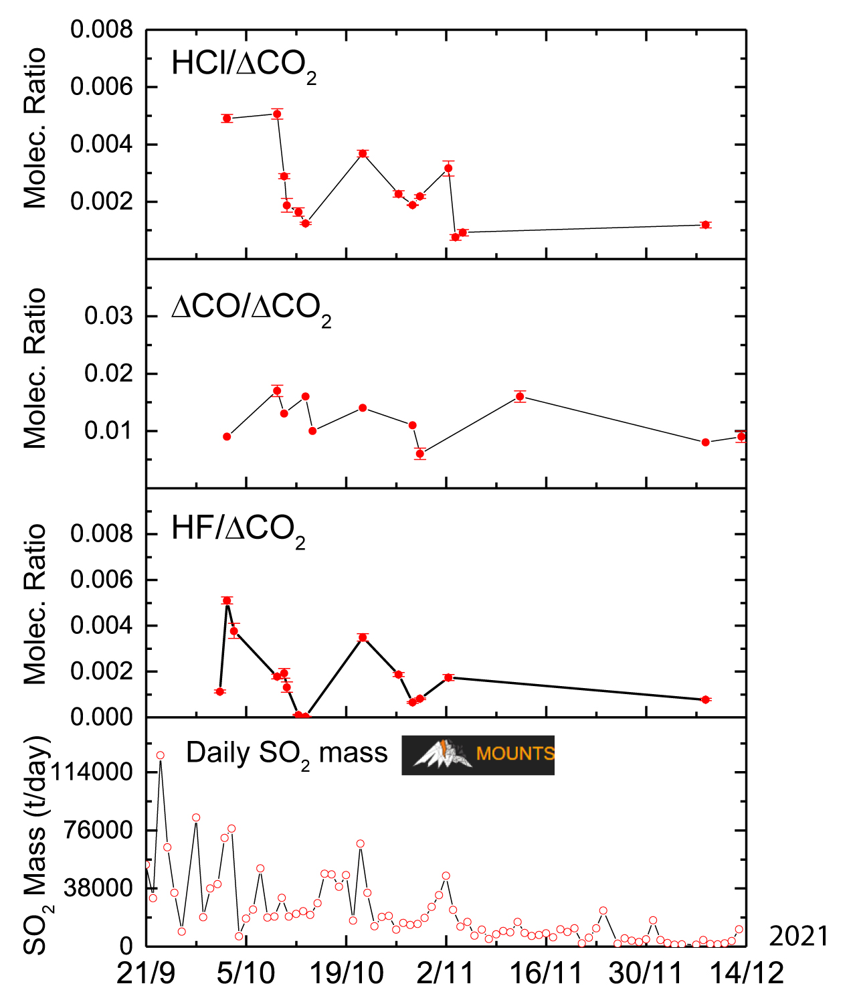 HCl/ΔCO₂
Molec. Ratio
0.008
0.006
0.004
0.002
ΔCO/ΔCO₂
Molec. Ratio
0.03
0.02
0.01
HF/ΔCO₂
Molec. Ratio
0.008
0.006
0.004
0.002
0.000
Daily SO₂ mass
MOUNTS
SO₂ Mass (t/day)
114000
76000
38000
0
21/9 5/10 19/10 2/11 16/11 30/11 14/12
2021